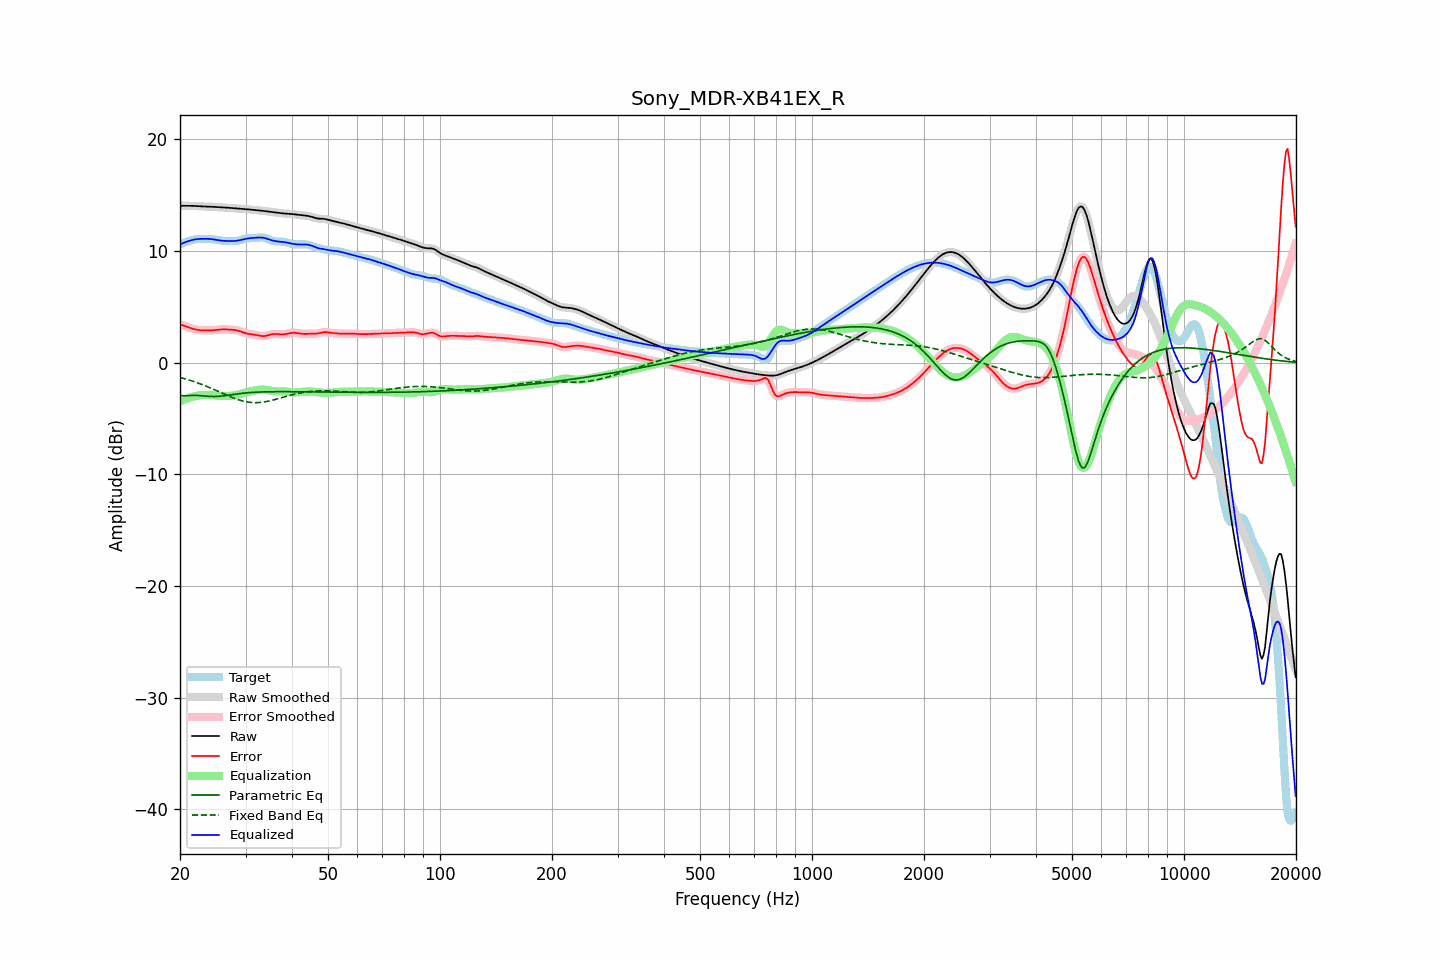 Sony_MDR-XB41EX_R
20
10
0
−10
−20
−30
−40
Amplitude (dBr)
Target
Raw Smoothed
Error Smoothed
Raw
Error
Equalization
Parametric Eq
Fixed Band Eq
Equalized
20 50 100 200 500 1000 2000 5000 10000 20000
Frequency (Hz)